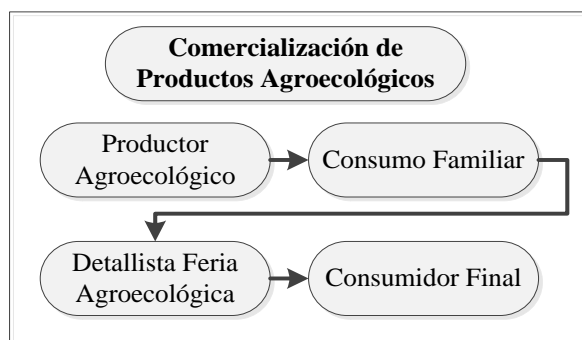 Comercialización de
Productos Agroecológicos
Productor
Agroecológico
Consumo Familiar
Detallista Feria
Agroecológica
Consumidor Final